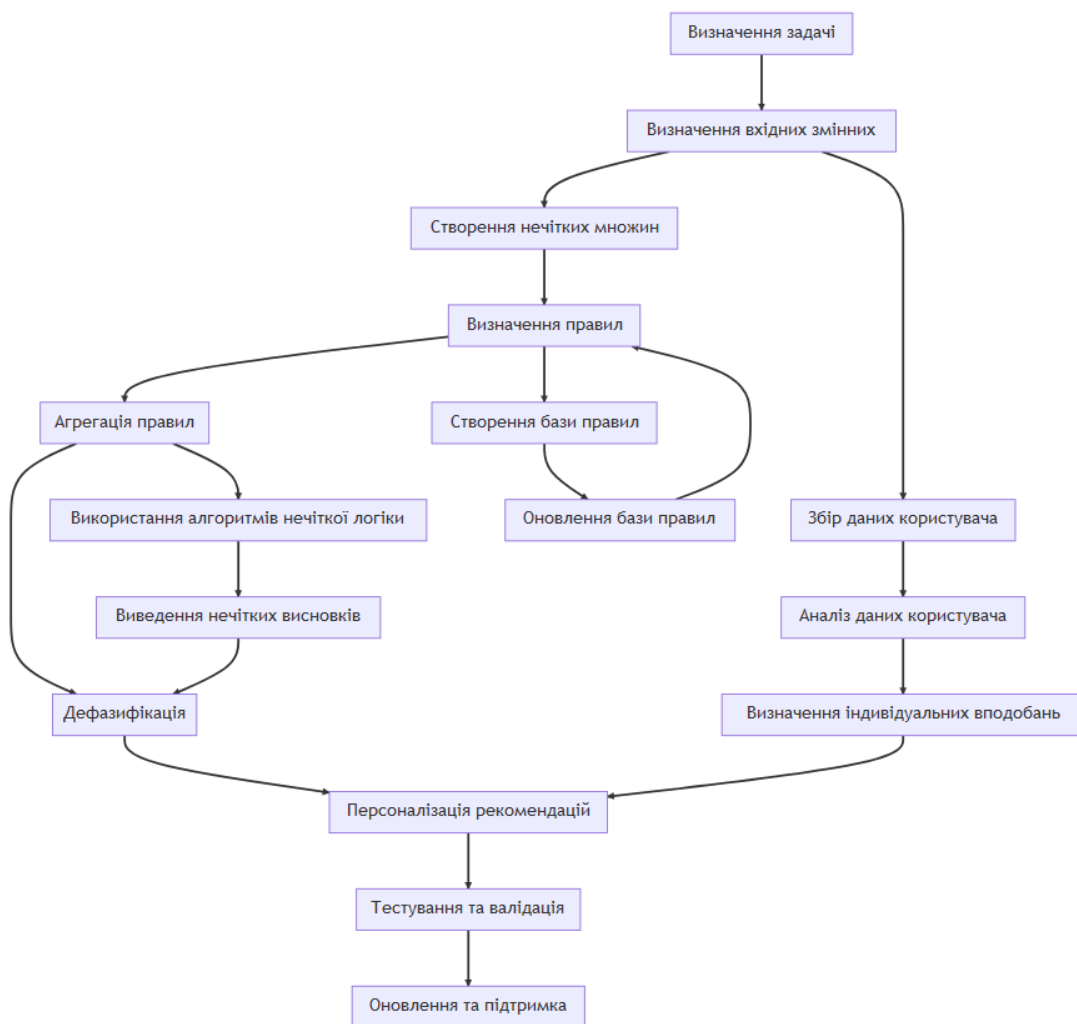 Визначення задачі
Визначення вхідних змінних
Створення нечітких множин
Визначення правил
Агрегація правил
Створення бази правил
Використання алгоритмів нечіткої логіки
Оновлення бази правил
Збір даних користувача
Виведення нечітких висновків
Аналіз даних користувача
Дефазифікація
Визначення індивідуальних вподобань
Персоналізація рекомендацій
Тестування та валідація
Оновлення та підтримка